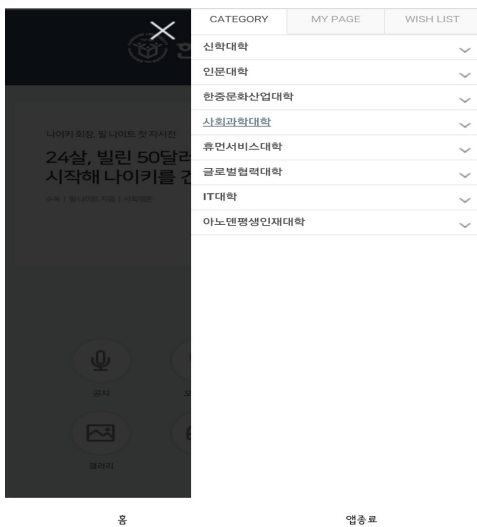 CATEGORY
MY PAGE
WISH LIST
신학대학
인문대학
한중문화산업대학
사회과학대학
휴먼서비스대학
글로벌협력대학
IT대학
아노덴평생인재대학
나이키 회장, 필 나이트 첫 자서전
24살, 빌린 50달러
시작해 나이키를
공지
갤러리
홈
앱종료